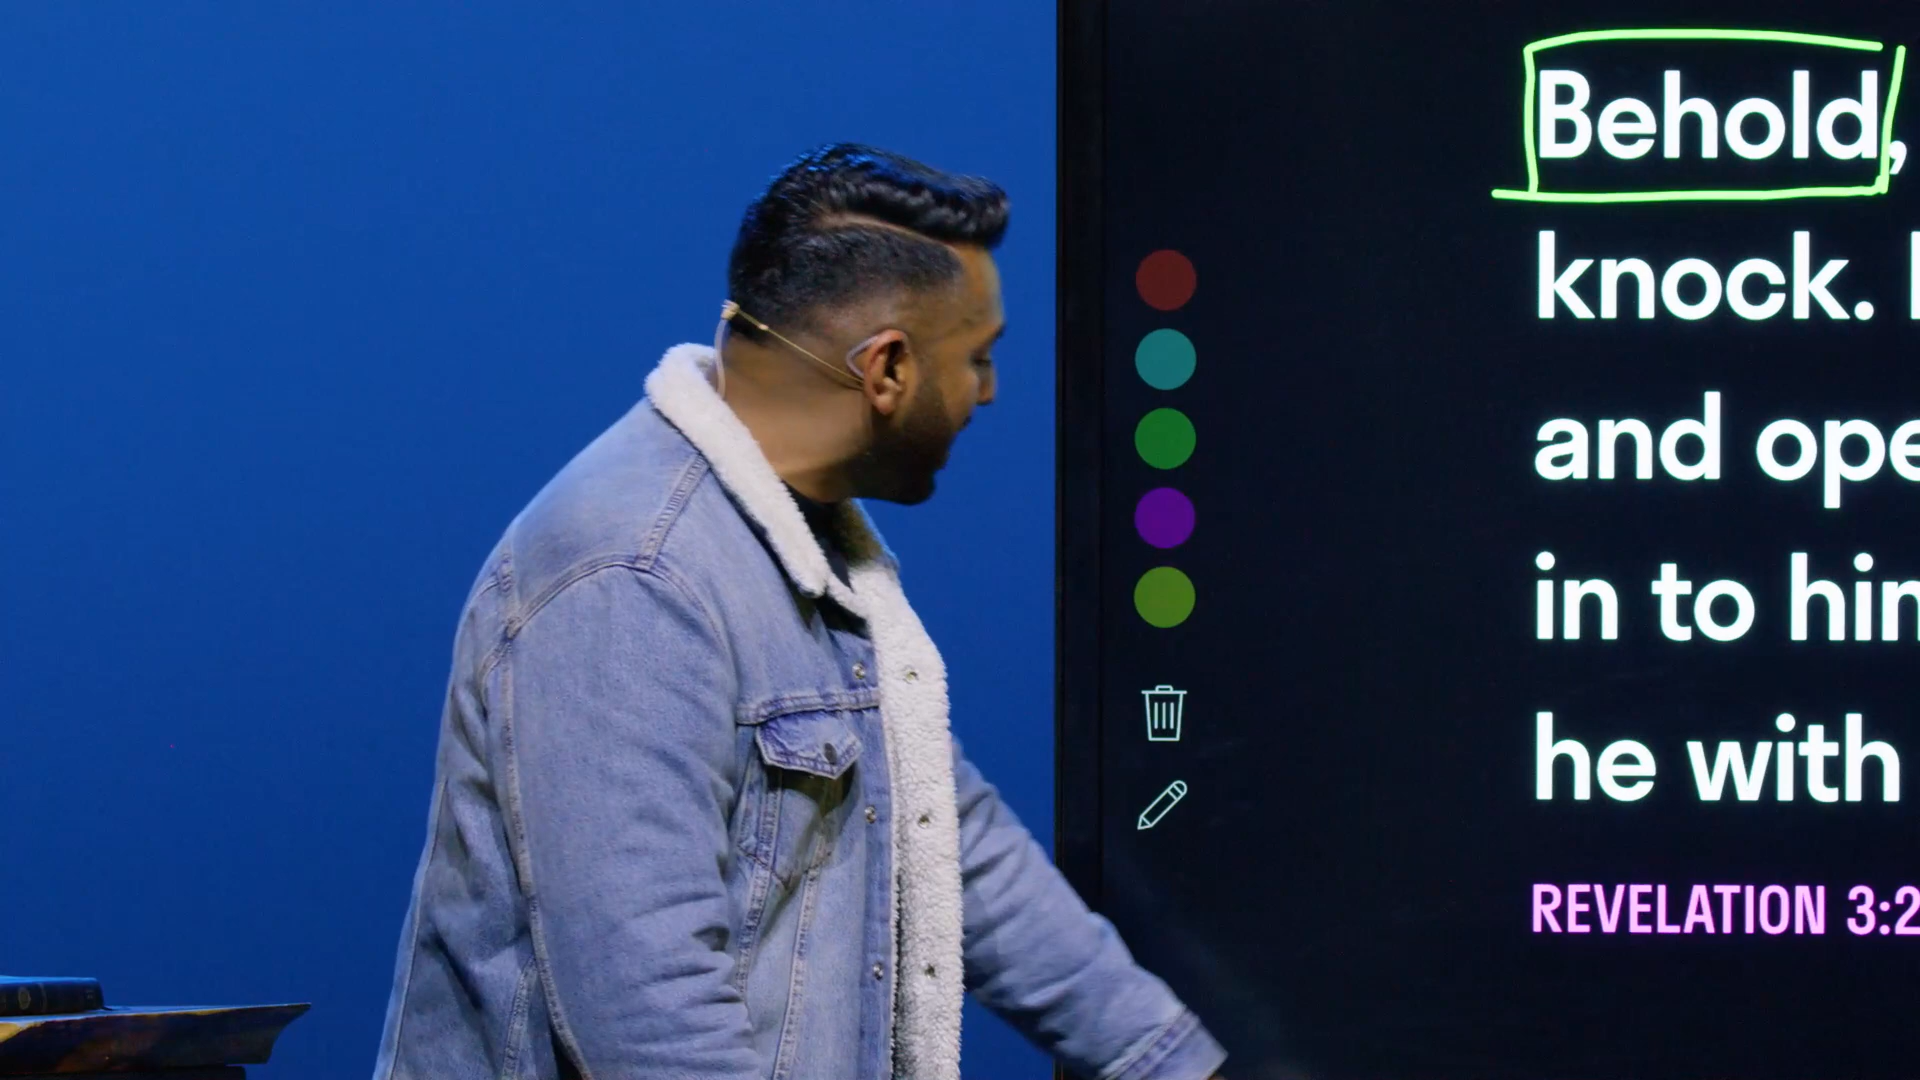 Behold,
knock.
and ope
in to hin
he with
REVELATION 3:2